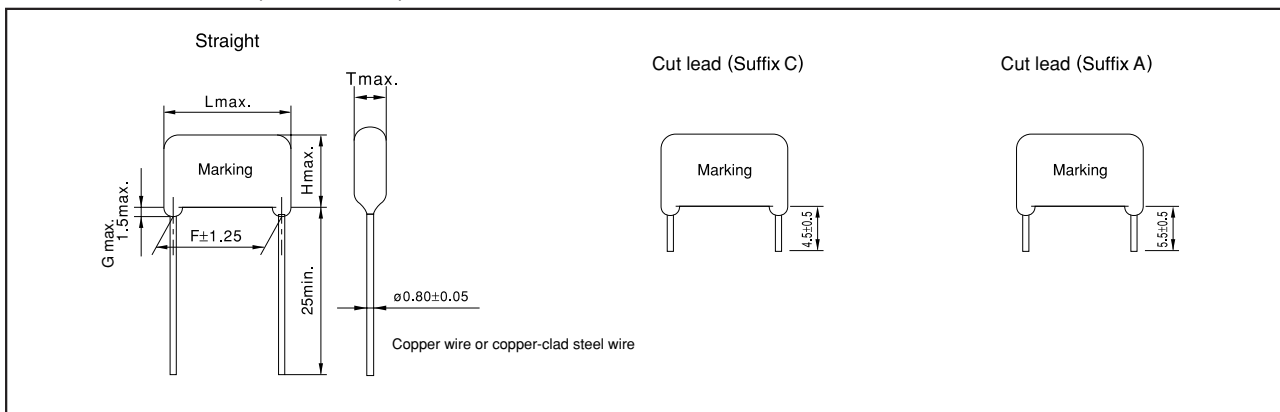 Straight
Cut lead (Suffix C)
Cut lead (Suffix A)
Tmax.
Lmax.
Marking
Hmax.
Marking
Marking
G max.
1.5max.
F±1.25
4.5±0.5
5.5±0.5
25min.
ø0.80±0.05
Copper wire or copper-clad steel wire